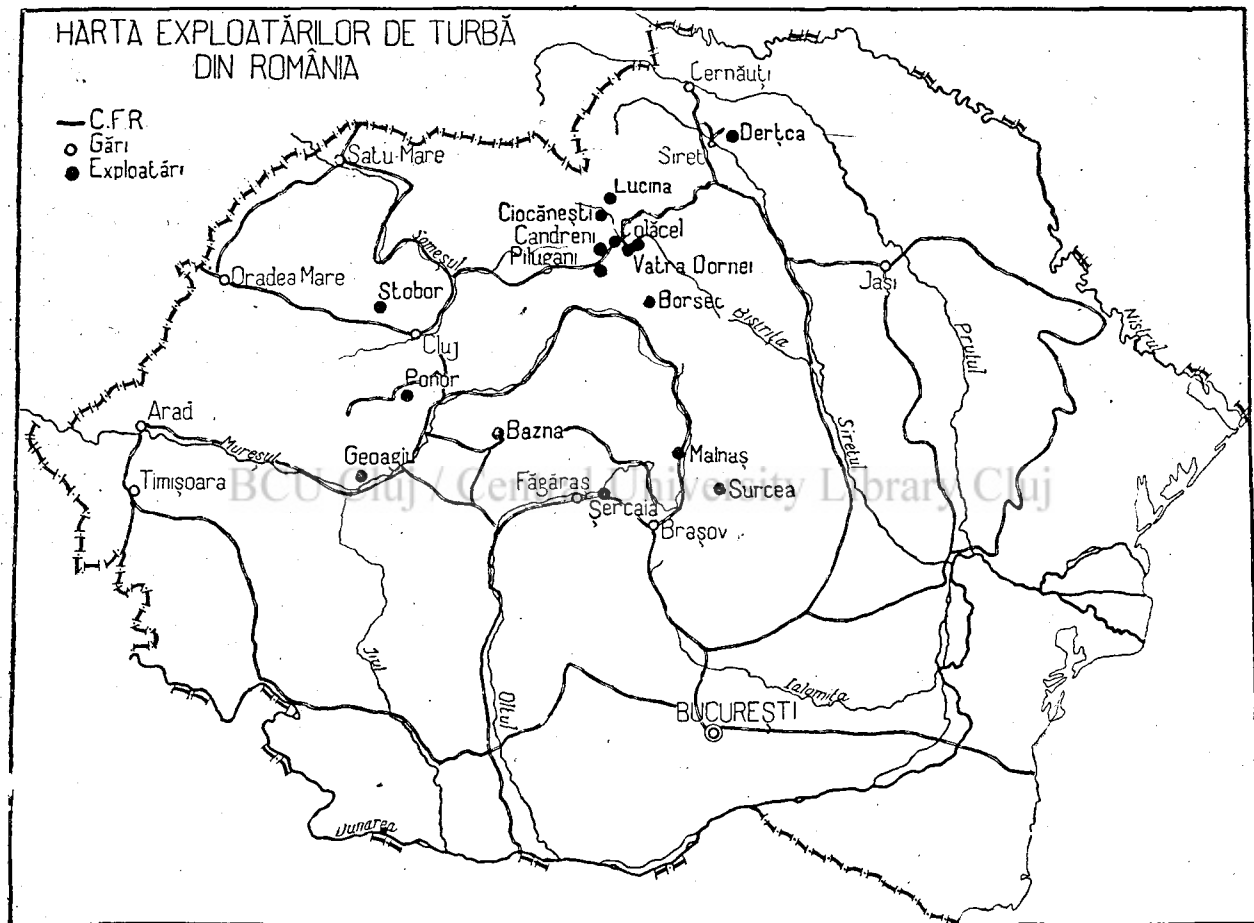 HARTA EXPLOATĂRILOR DE TURBĂ
DIN ROMÂNIA
C.F.R
Gări
Exploatări
Cernăuți
Dertca
Siret
Satu-Mare
Lucina
Ciocănești
Colăcel
Candreni
Pilugani
Vatra Dornei
Someșul
Oradea Mare
Stobor
Iași
Borsec
Bistrița
Nistrul
Cluj
Prutul
Ponor
Arad
Bazna
Mureșul
Siretul
Malnaș
Geoagiu
Timișoara
Făgăraș
Surcea
BCU Cluj / Central University Library Cluj
Șercaia
Brașov
Jiul
Ialomița
Oltul
BUCUREȘTI
Dunarea